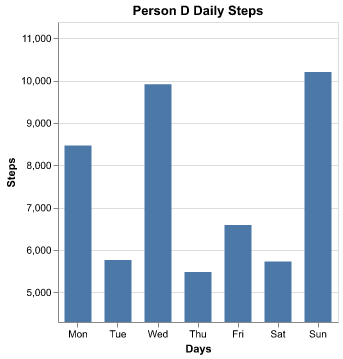 Person D Daily Steps
11,000
10,000
9,000
8,000
7,000
6,000
5,000
Steps
Mon Tue Wed Thu Fri Sat Sun
Days